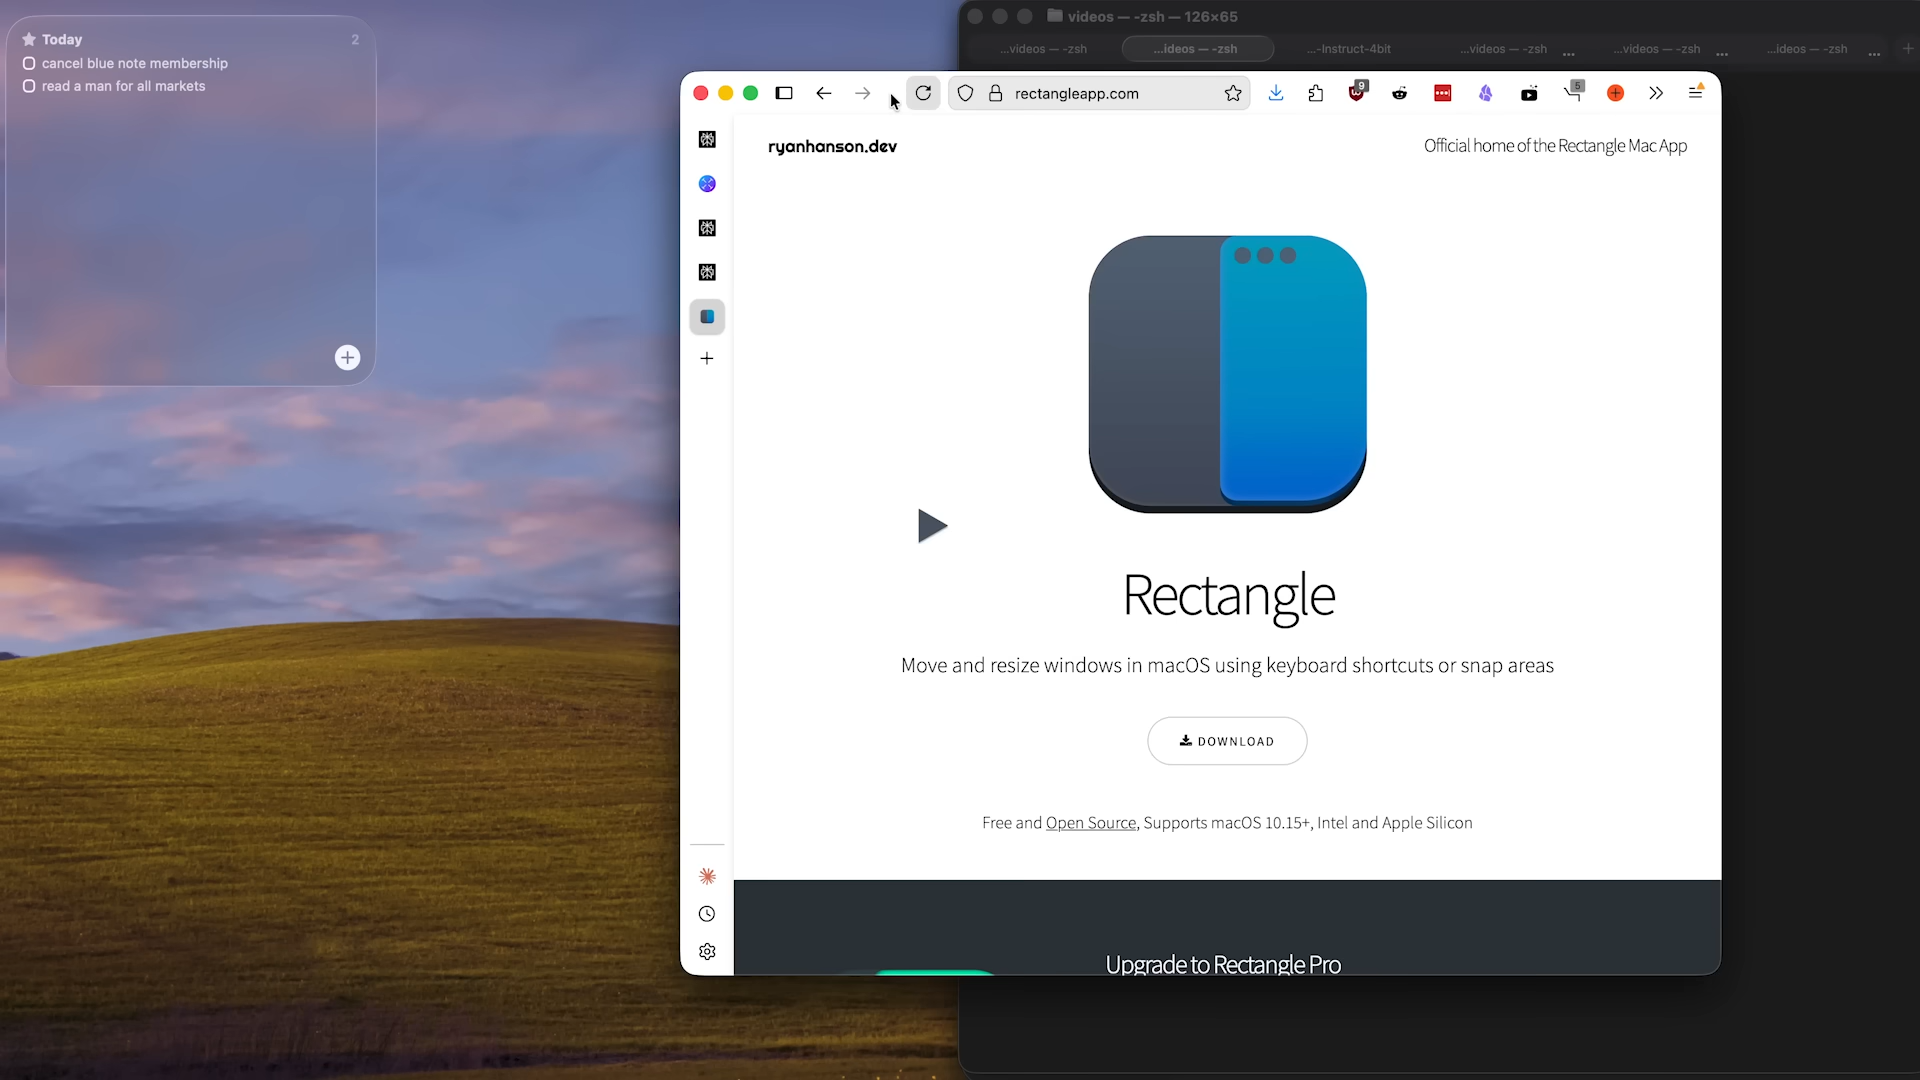 Today
2
cancel blue note membership
read a man for all markets
videos — -zsh — 126×65
...videos — -zsh
...ideos — -zsh
...-Instruct-4bit
...videos — -zsh
...videos — -zsh
...ideos — -zsh
rectangleapp.com
9
5
ryanhanson.dev
Official home of the Rectangle Mac App
Rectangle
Move and resize windows in macOS using keyboard shortcuts or snap areas
DOWNLOAD
Free and Open Source, Supports macOS 10.15+, Intel and Apple Silicon
Upgrade to Rectangle Pro